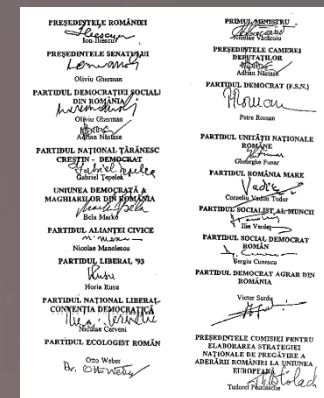 PREŞEDINTELE ROMÂNIEI
Ion Iliescu
PREŞEDINTELE SENATULUI
Oliviu Gherman
PARTIDUL DEMOCRAŢIEI SOCIALE
DIN ROMÂNIA
Oliviu Gherman
Adrian Năstase
PARTIDUL NAŢIONAL ŢĂRĂNESC
CREŞTIN - DEMOCRAT
Gabriel Ţepelea
UNIUNEA DEMOCRATĂ A
MAGHIARILOR DIN ROMÂNIA
Bela Marko
PARTIDUL ALIANŢEI CIVICE
Nicolae Manolescu
PARTIDUL LIBERAL '93
Horia Rusu
PARTIDUL NAŢIONAL LIBERAL-
CONVENŢIA DEMOCRATICĂ
Niculae Cerveni
PARTIDUL ECOLOGIST ROMÂN
Otto Weber
Dr. Otto Weber
PRIMUL MINISTRU
Nicolae Văcăroiu
PREŞEDINTELE CAMEREI
DEPUTAŢILOR
Adrian Năstase
PARTIDUL DEMOCRAT (F.S.N.)
Petre Roman
PARTIDUL UNITĂŢII NAŢIONALE
ROMÂNE
Gheorghe Funar
PARTIDUL ROMÂNIA MARE
Corneliu Vadim Tudor
PARTIDUL SOCIALIST AL MUNCII
Ilie Verdeţ
PARTIDUL SOCIAL DEMOCRAT
ROMÂN
Sergiu Cunescu
PARTIDUL DEMOCRAT AGRAR DIN
ROMÂNIA
Victor Surdu
PREŞEDINTELE COMISIEI PENTRU
ELABORAREA STRATEGIEI
NAŢIONALE DE PREGĂTIRE A
ADERĂRII ROMÂNIEI LA UNIUNEA
EUROPEANĂ
Tudorel Postolache